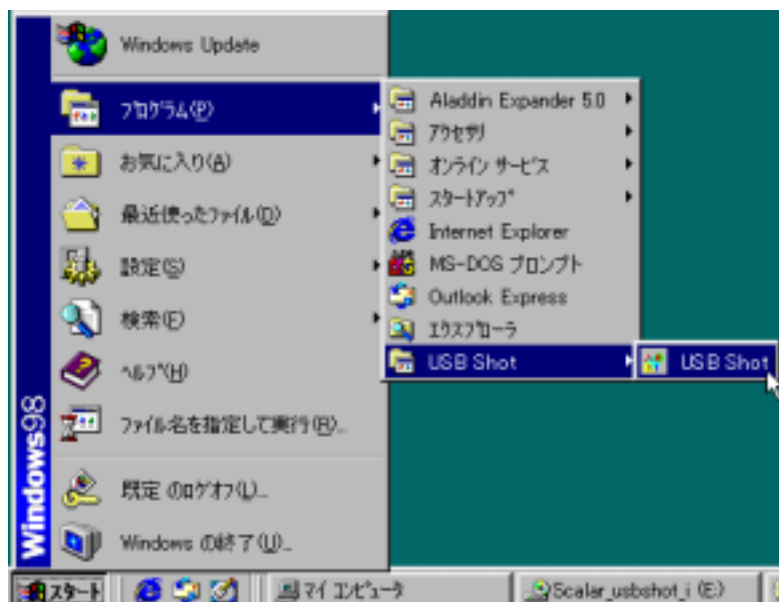 Windows Update
プログラム(P)
お気に入り(A)
最近使ったファイル(D)
設定(S)
検索(F)
ヘルプ(H)
ファイル名を指定して実行(R)...
既定 のログオフ(L)...
Windows の終了(U)...
Windows98
Aladdin Expander 5.0
アクセサリ
オンライン サービス
スタートアップ
Internet Explorer
MS-DOS プロンプト
Outlook Express
エクスプローラ
USB Shot
USB Shot
スタート
マイ コンピュータ
Scalar_usbshot_i (E:)